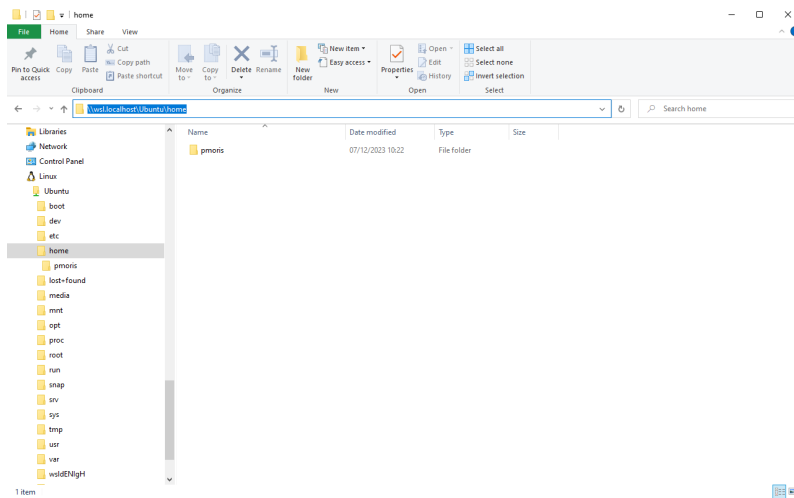 home
File Home Share View
Pin to Quick access
Copy
Paste
Cut
Copy path
Paste shortcut
Clipboard
Move to
Copy to
Delete
Rename
Organize
New folder
New item
Easy access
New
Properties
Open
Edit
History
Open
Select all
Select none
Invert selection
Select
\\wsl.localhost\Ubuntu\home
Search home
Libraries
Network
Control Panel
Linux
Ubuntu
boot
dev
etc
home
pmoris
lost+found
media
mnt
opt
proc
root
run
snap
srv
sys
tmp
usr
var
wsldENlgH
Name Date modified Type Size
pmoris 07/12/2023 10:22 File folder
1 item